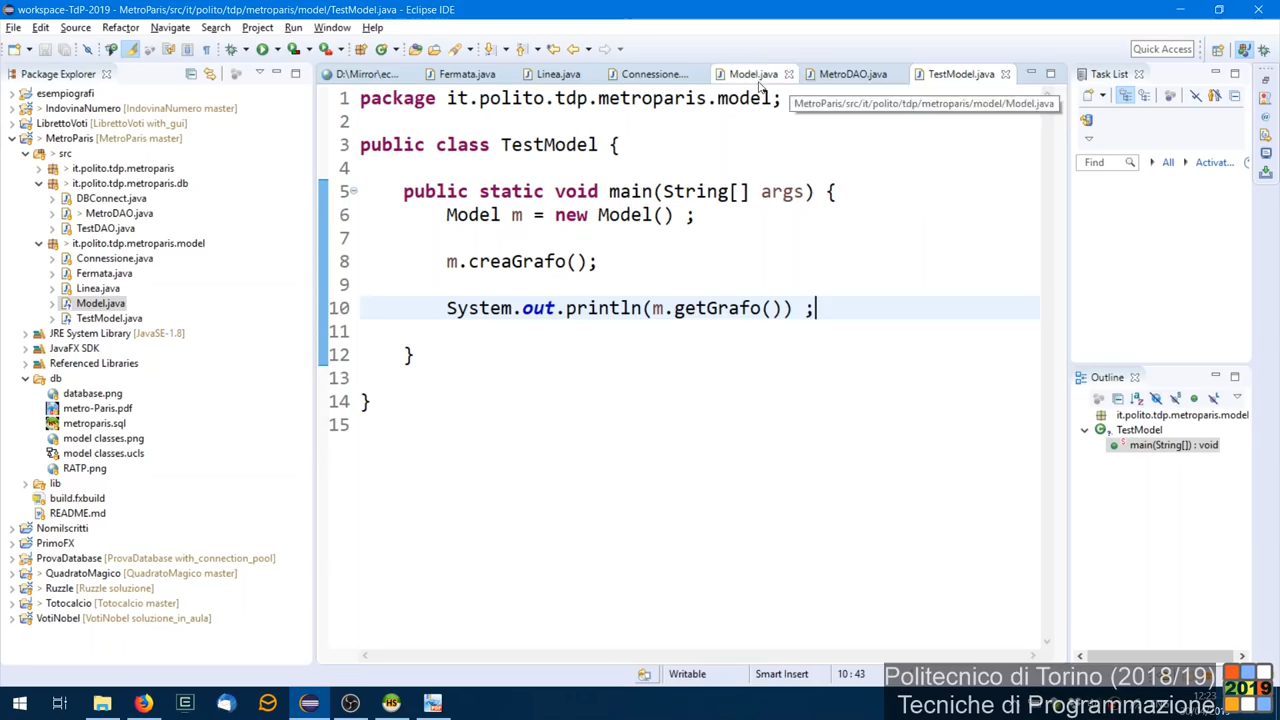 workspace-TdP-2019 - MetroParis/src/it/polito/tdp/metroparis/model/TestModel.java - Eclipse IDE
File Edit Source Refactor Navigate Search Project Run Window Help
Quick Access
Package Explorer
esempiografi
> IndovinaNumero [IndovinaNumero master]
LibrettoVoti [LibrettoVoti with_gui]
> MetroParis [MetroParis master]
> src
> it.polito.tdp.metroparis
> it.polito.tdp.metroparis.db
DBConnect.java
> MetroDAO.java
TestDAO.java
> it.polito.tdp.metroparis.model
Connessione.java
Fermata.java
Linea.java
Model.java
TestModel.java
JRE System Library [JavaSE-1.8]
JavaFX SDK
Referenced Libraries
db
database.png
metro-Paris.pdf
metroparis.sql
model classes.png
model classes.ucls
RATP.png
lib
build.fxbuild
README.md
NomiIscritti
PrimoFX
ProvaDatabase [ProvaDatabase with_connection_pool]
> QuadratoMagico [QuadratoMagico master]
> Ruzzle [Ruzzle soluzione]
> Totocalcio [Totocalcio master]
VotiNobel [VotiNobel soluzione_in_aula]
D:\Mirror\ec... Fermata.java Linea.java Connessione.... Model.java MetroDAO.java TestModel.java
MetroParis/src/it/polito/tdp/metroparis/model/Model.java
1 package it.polito.tdp.metroparis.model;
2
3 public class TestModel {
4
5 public static void main(String[] args) {
6 Model m = new Model() ;
7
8 m.creaGrafo();
9
10 System.out.println(m.getGrafo()) ;
11
12 }
13
14 }
15
Task List
Find All Activat...
Outline
it.polito.tdp.metroparis.model
TestModel
main(String[]) : void
Writable Smart Insert 10 : 43
Politecnico di Torino (2018/19)
Tecniche di Programmazione
2019
12:23